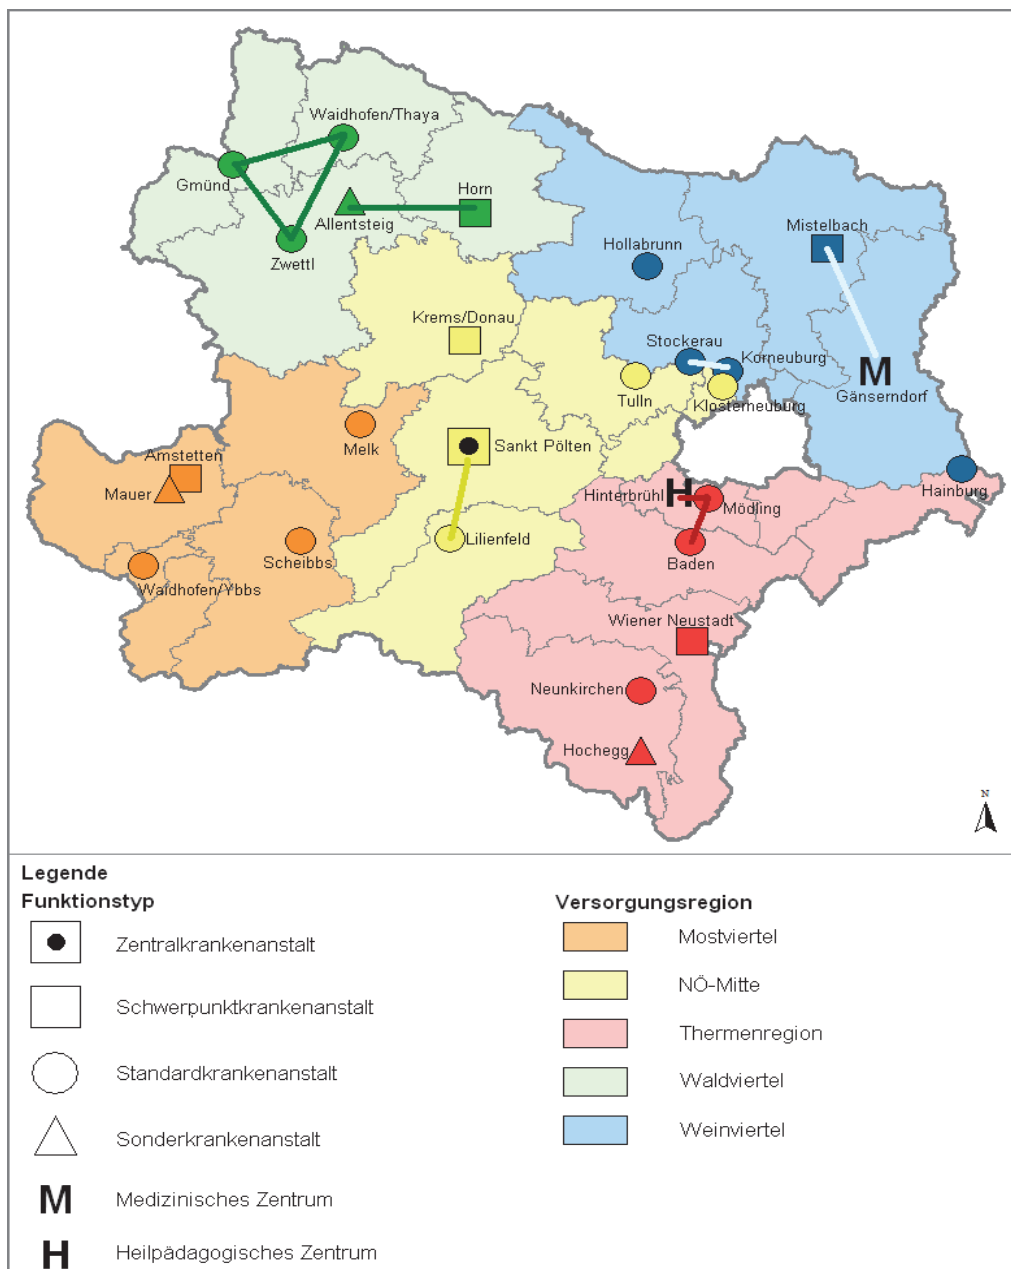 Waidhofen/Thaya
Gmünd
Horn
Allentsteig
Zwettl
Mistelbach
Hollabrunn
Krems/Donau
Stockerau
Korneuburg
M
Gänserndorf
Tulln
Klosterneuburg
Melk
Sankt Pölten
Amstetten
Mauer
Hinterbrühl
H
Mödling
Hainburg
Lilienfeld
Scheibbs
Baden
Waidhofen/Ybbs
Wiener Neustadt
Neunkirchen
Hochegg
N
Legende
Funktionstyp
Zentralkrankenanstalt
Schwerpunktkrankenanstalt
Standardkrankenanstalt
Sonderkrankenanstalt
M Medizinisches Zentrum
H Heilpädagogisches Zentrum
Versorgungsregion
Mostviertel
NÖ-Mitte
Thermenregion
Waldviertel
Weinviertel